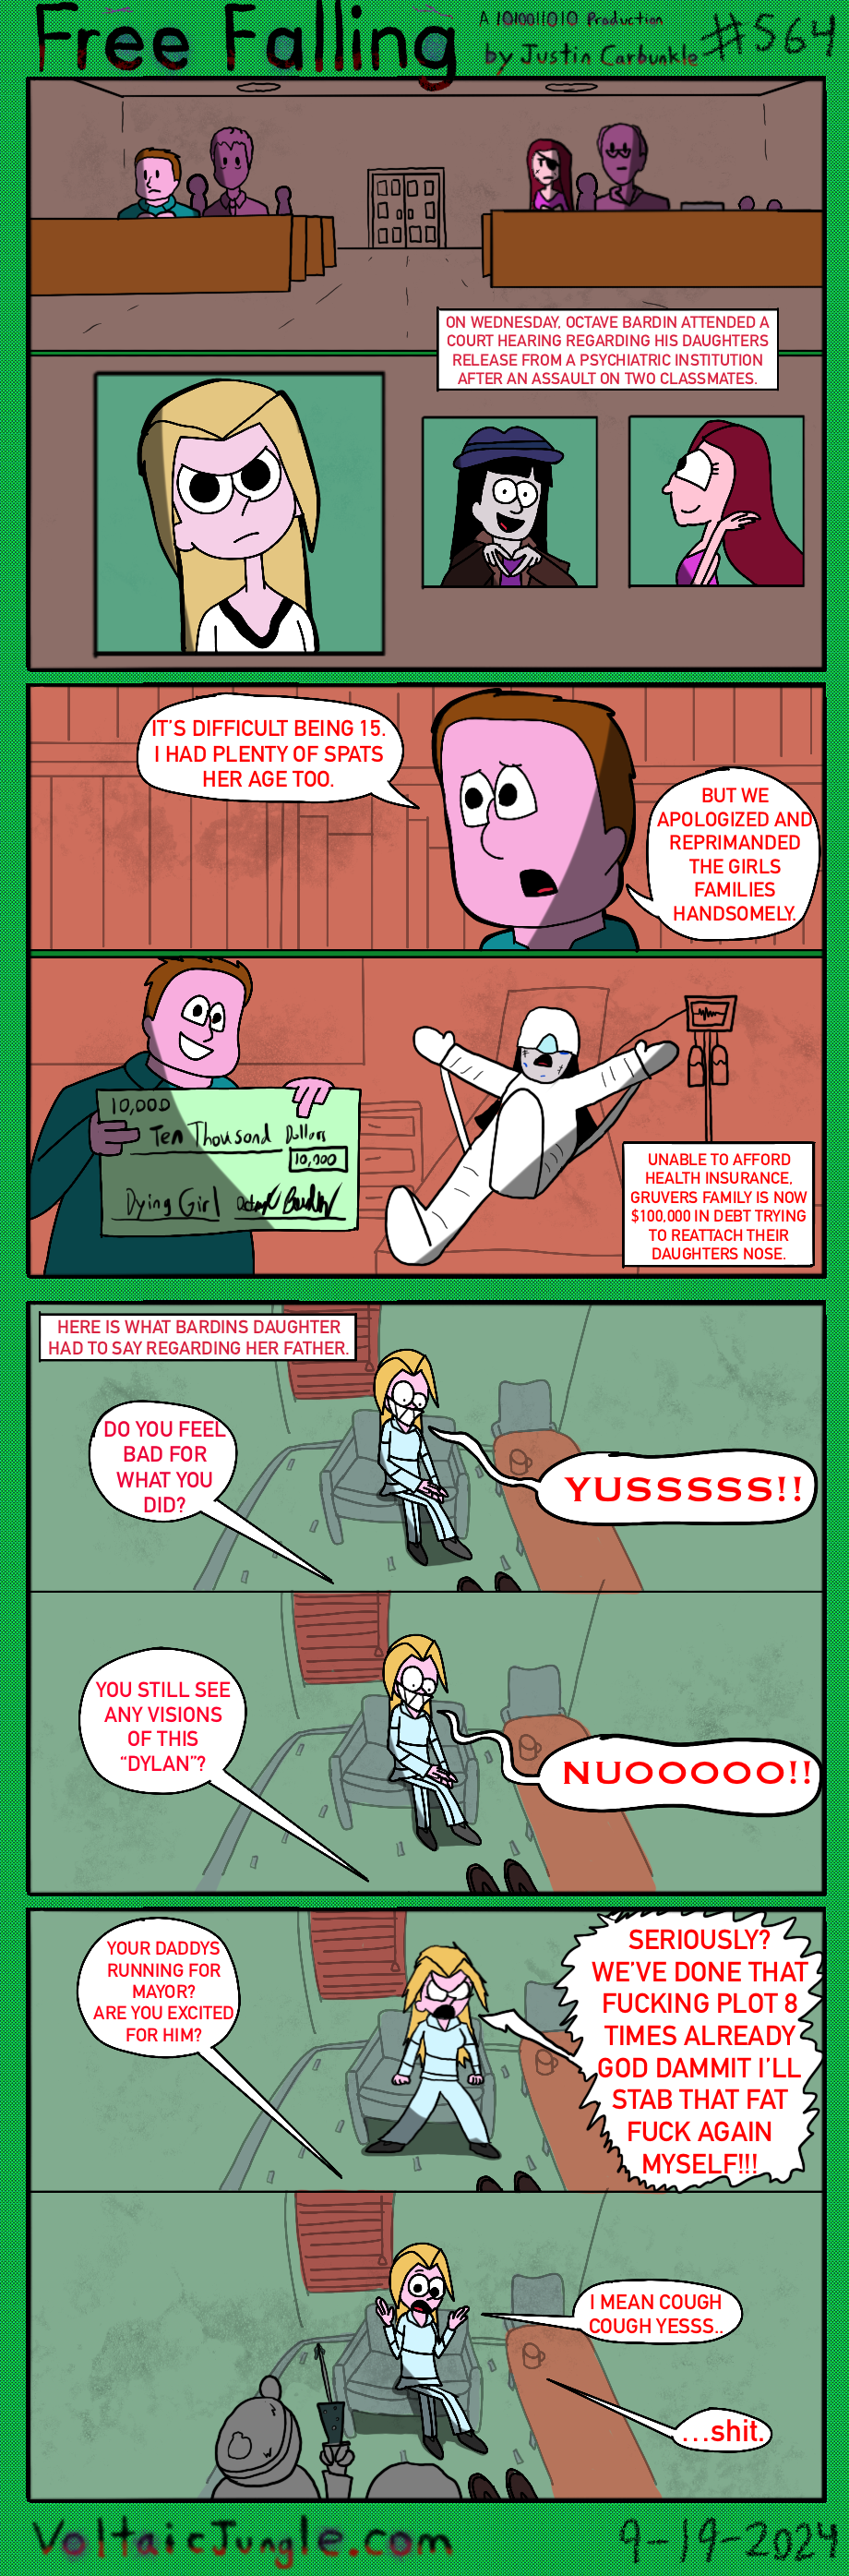 Free Falling
A 101001101O Production
by Justin Carbunkle
#564
ON WEDNESDAY, OCTAVE BARDIN ATTENDED A
COURT HEARING REGARDING HIS DAUGHTERS
RELEASE FROM A PSYCHIATRIC INSTITUTION
AFTER AN ASSAULT ON TWO CLASSMATES.
IT'S DIFFICULT BEING 15.
I HAD PLENTY OF SPATS
HER AGE TOO.
BUT WE
APOLOGIZED AND
REPRIMANDED
THE GIRLS
FAMILIES
HANDSOMELY.
10,000
Ten Thousand Dollars
10,000
Dying Girl Octave Bardin
UNABLE TO AFFORD
HEALTH INSURANCE,
GRUVERS FAMILY IS NOW
$100,000 IN DEBT TRYING
TO REATTACH THEIR
DAUGHTERS NOSE.
HERE IS WHAT BARDINS DAUGHTER
HAD TO SAY REGARDING HER FATHER.
DO YOU FEEL
BAD FOR
WHAT YOU
DID?
YUSSSSS!!
YOU STILL SEE
ANY VISIONS
OF THIS
“DYLAN”?
NUOOOOO!!
YOUR DADDYS
RUNNING FOR
MAYOR?
ARE YOU EXCITED
FOR HIM?
SERIOUSLY?
WE'VE DONE THAT
FUCKING PLOT 8
TIMES ALREADY
GOD DAMMIT I'LL
STAB THAT FAT
FUCK AGAIN
MYSELF!!!
I MEAN COUGH
COUGH YESSS..
...shit.
VoltaicJungle.com
9-19-2024